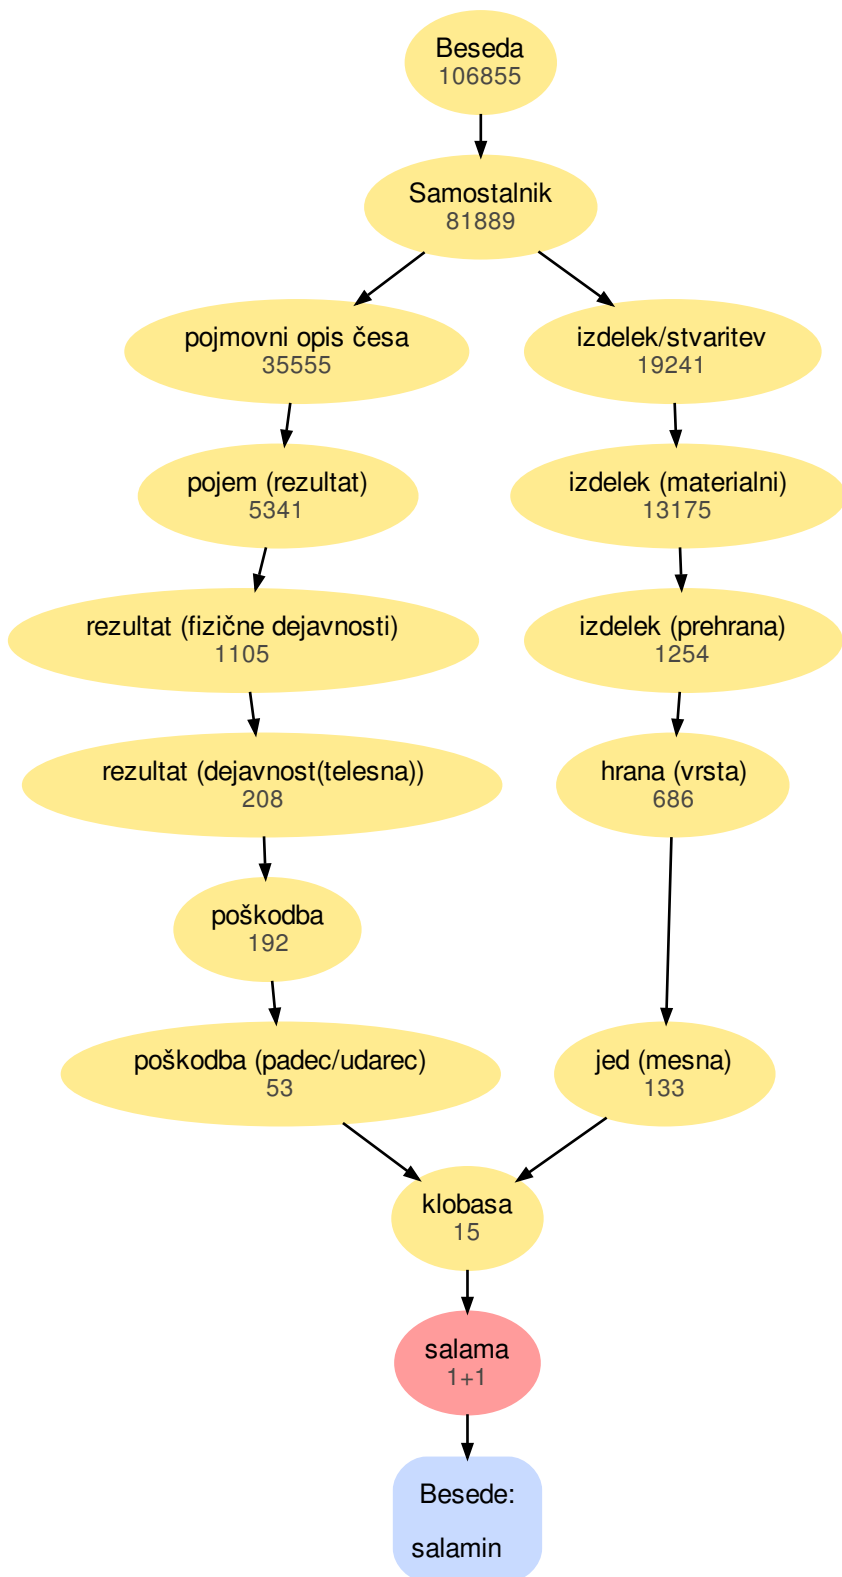 Beseda
106855
Samostalnik
81889
pojmovni opis česa
35555
izdelek/stvaritev
19241
pojem (rezultat)
5341
izdelek (materialni)
13175
rezultat (fizične dejavnosti)
1105
izdelek (prehrana)
1254
rezultat (dejavnost(telesna))
208
hrana (vrsta)
686
poškodba
192
poškodba (padec/udarec)
53
jed (mesna)
133
klobasa
15
salama
1+1
Besede:
salamin